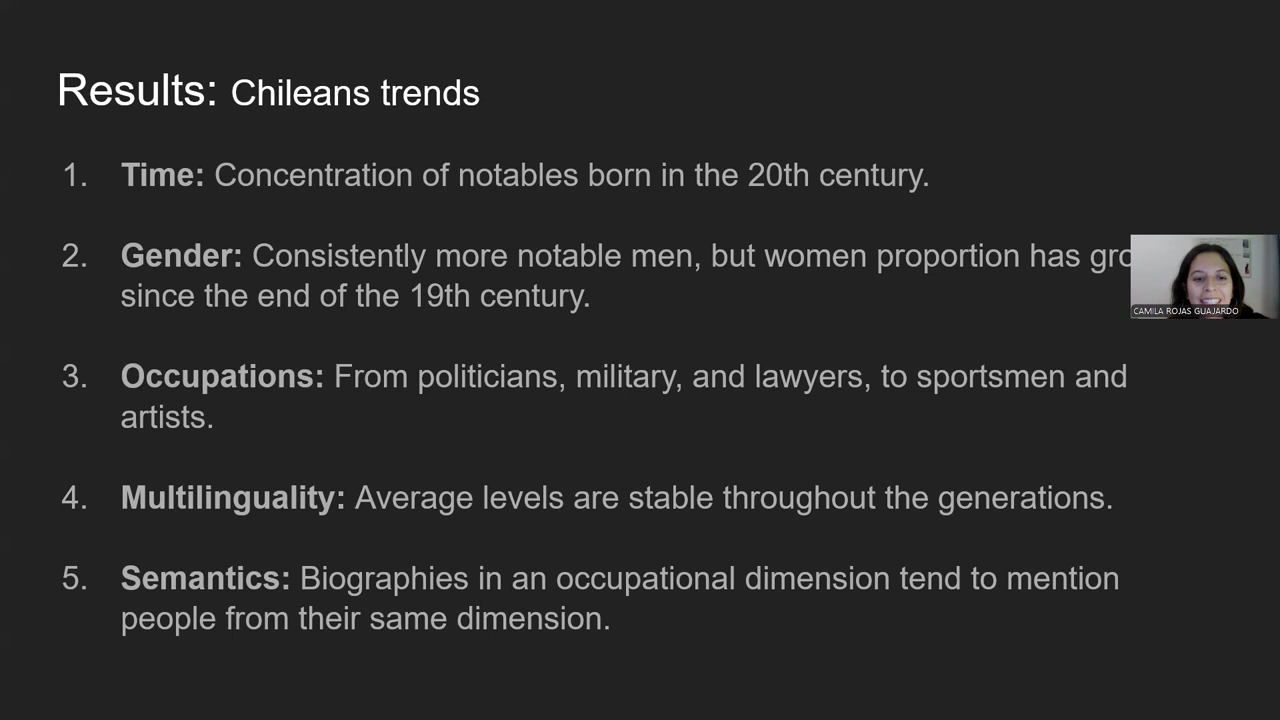 Results: Chileans trends
1. Time: Concentration of notables born in the 20th century.
2. Gender: Consistently more notable men, but women proportion has
since the end of the 19th century.
CAMILA ROJAS GUAJARDO
3. Occupations: From politicians, military, and lawyers, to sportsmen and
artists.
4. Multilinguality: Average levels are stable throughout the generations.
5. Semantics: Biographies in an occupational dimension tend to mention
people from their same dimension.